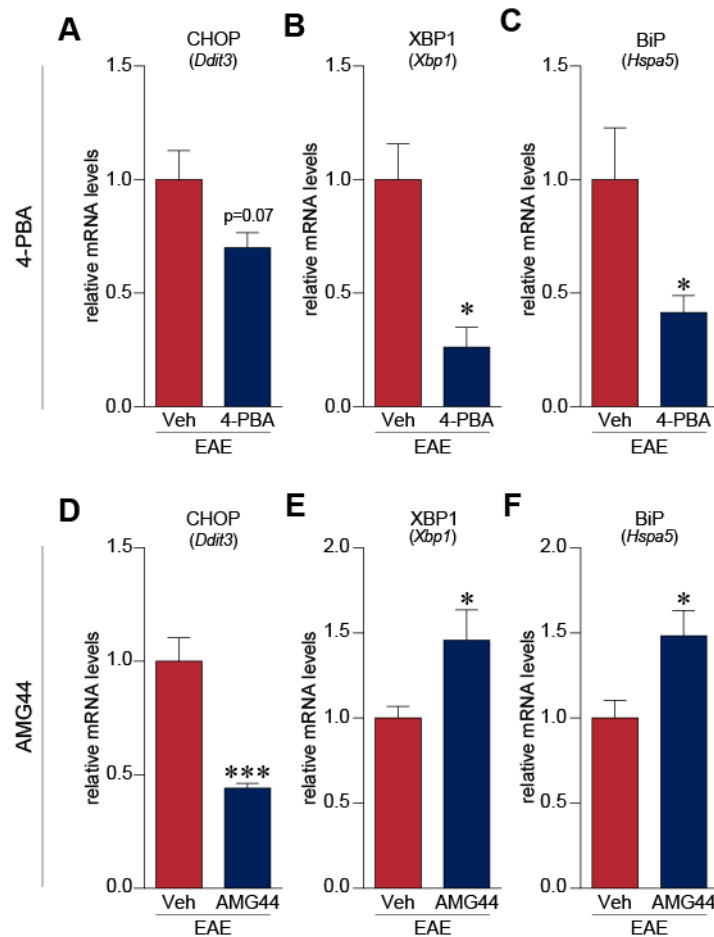 A
CHOP
(Ddit3)
relative mRNA levels
1.5
1.0
0.5
0.0
p=0.07
Veh 4-PBA
EAE
B
XBP1
(Xbp1)
relative mRNA levels
1.5
1.0
0.5
0.0
*
Veh 4-PBA
EAE
C
BiP
(Hspa5)
relative mRNA levels
1.5
1.0
0.5
0.0
*
Veh 4-PBA
EAE
4-PBA
D
CHOP
(Ddit3)
relative mRNA levels
1.5
1.0
0.5
0.0
***
Veh AMG44
EAE
E
XBP1
(Xbp1)
relative mRNA levels
2.0
1.5
1.0
0.5
0.0
*
Veh AMG44
EAE
F
BiP
(Hspa5)
relative mRNA levels
2.0
1.5
1.0
0.5
0.0
*
Veh AMG44
EAE
AMG44